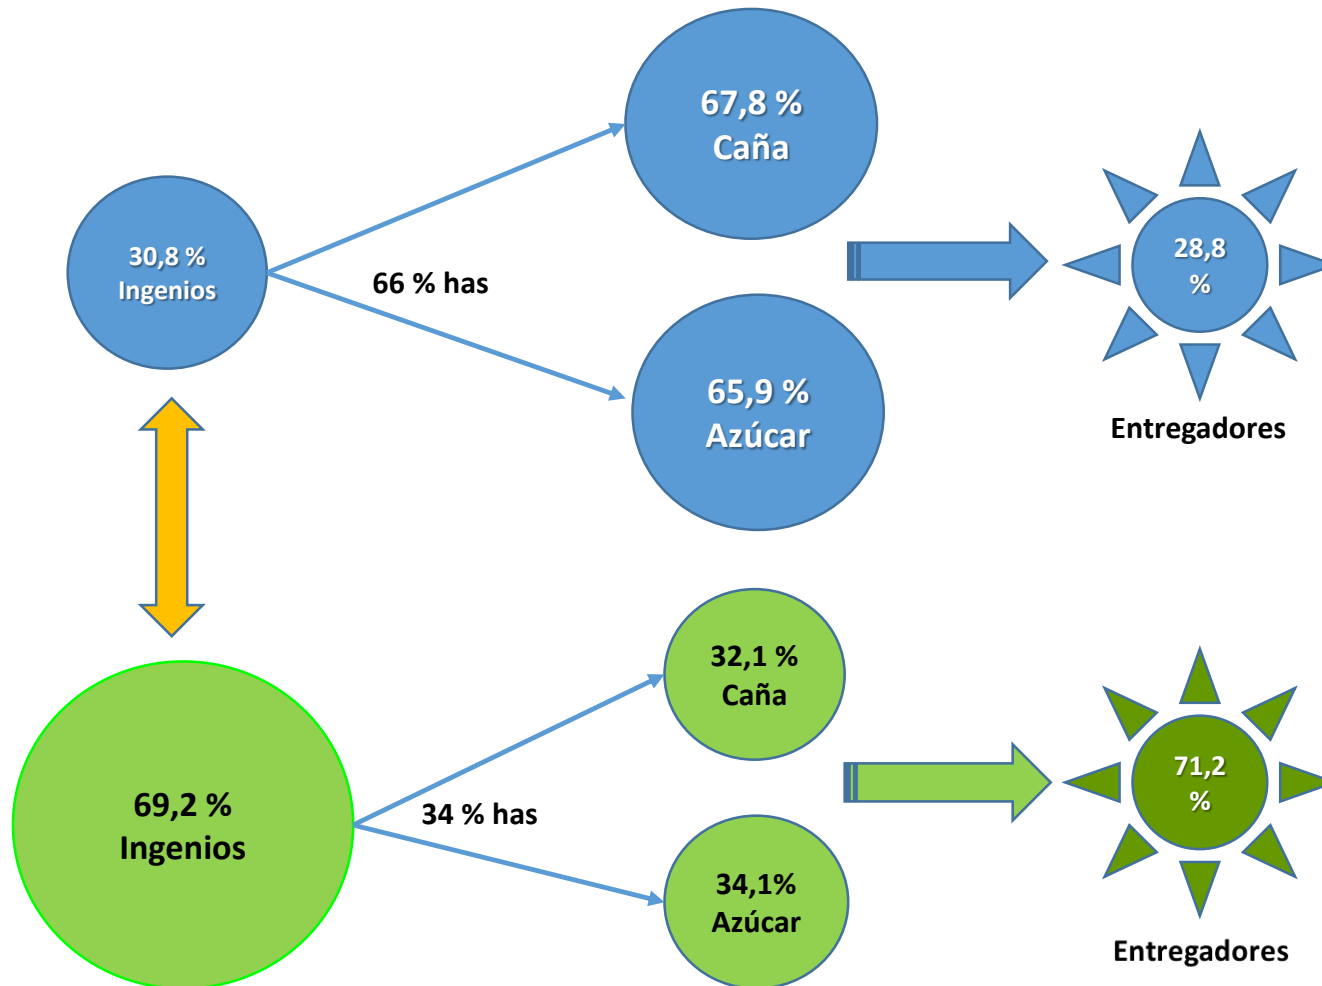 67,8 %
Caña
30,8 %
Ingenios
66 % has
65,9 %
Azúcar
28,8
%
Entregadores
69,2 %
Ingenios
34 % has
32,1 %
Caña
34,1%
Azúcar
71,2
%
Entregadores